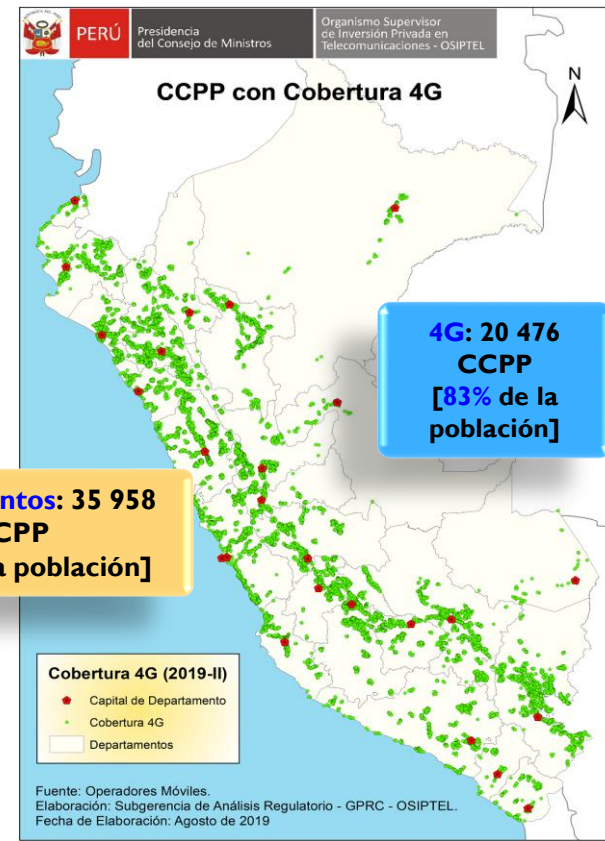 PERÚ
Presidencia
del Consejo de Ministros
Organismo Supervisor
de Inversión Privada en
Telecomunicaciones - OSIPTEL
CCPP con Cobertura 4G
N
4G: 20 476
CCPP
[83% de la
población]
ntos: 35 958
CPP
a población]
Cobertura 4G (2019-II)
Capital de Departamento
Cobertura 4G
Departamentos
Fuente: Operadores Móviles.
Elaboración: Subgerencia de Análisis Regulatorio - GPRC - OSIPTEL.
Fecha de Elaboración: Agosto de 2019